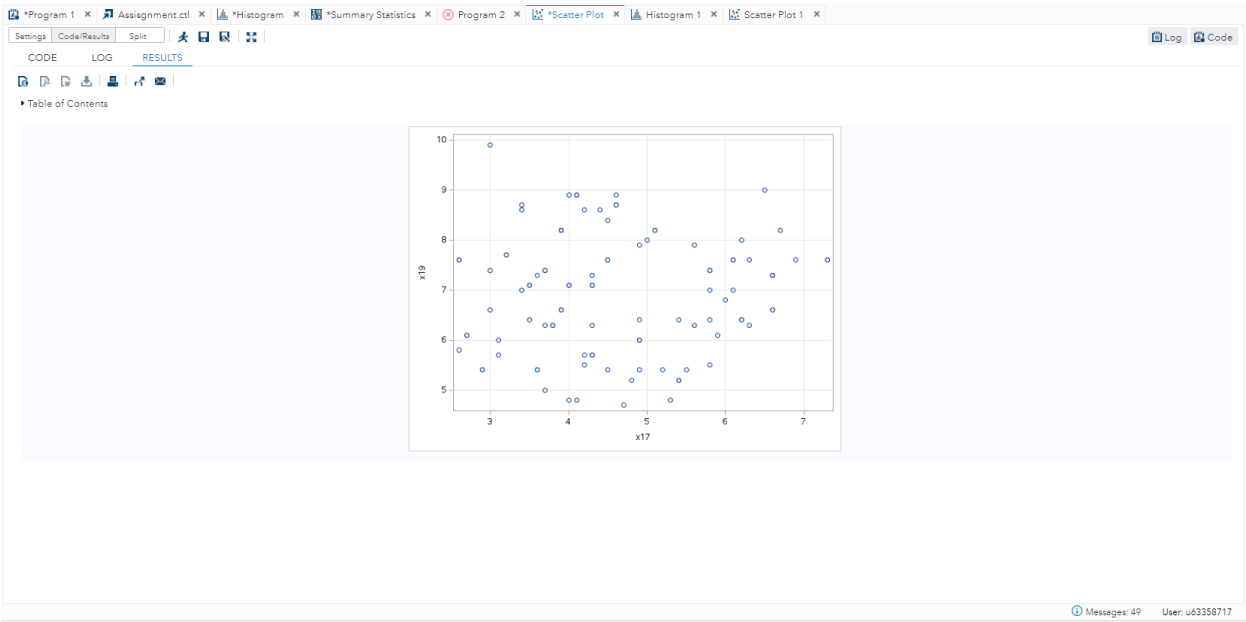 *Program 1 × Assisgnment.ctl × *Histogram × *Summary Statistics × Program 2 × *Scatter Plot × Histogram 1 × Scatter Plot 1 ×
Settings Code/Results Split Log Code
CODE LOG RESULTS
Table of Contents
10
9
8
7
6
5
x19
3 4 5 6 7
x17
Messages: 49 User: u63358717